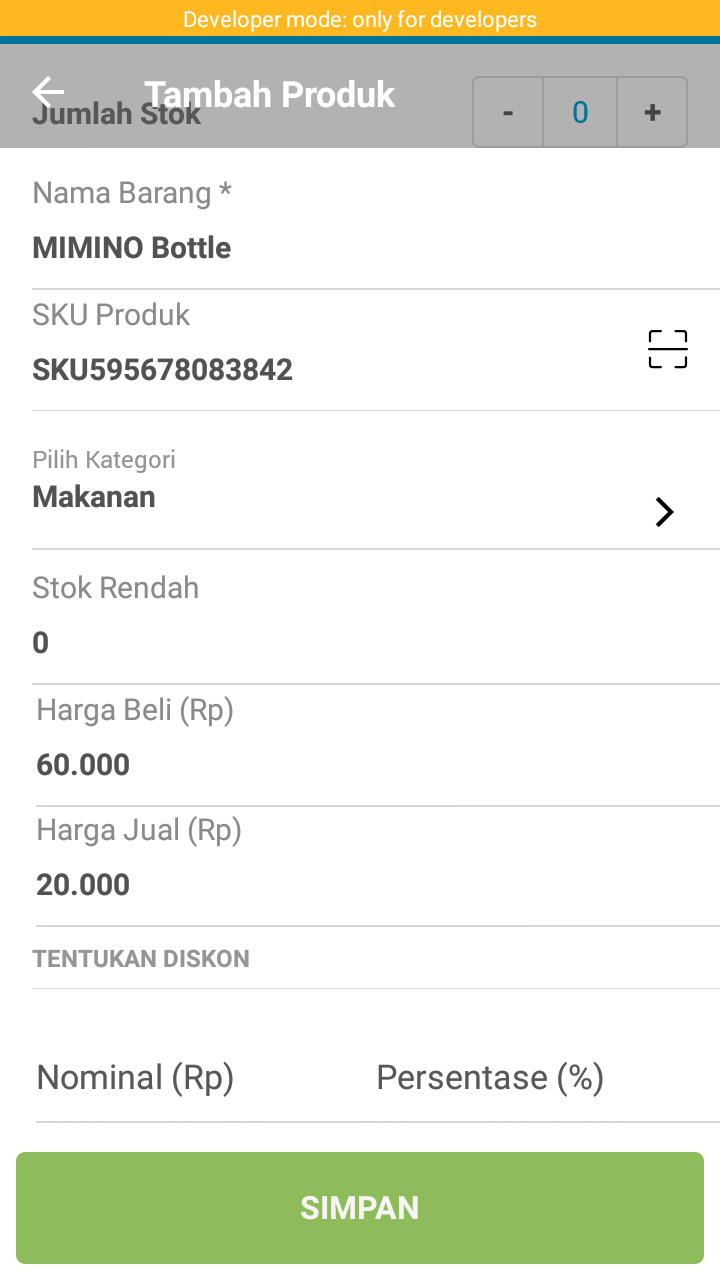 Developer mode: only for developers
Tambah Produk
Jumlah Stok
- 0 +
Nama Barang *
MIMINO Bottle
SKU Produk
SKU595678083842
Pilih Kategori
Makanan
Stok Rendah
0
Harga Beli (Rp)
60.000
Harga Jual (Rp)
20.000
TENTUKAN DISKON
Nominal (Rp) Persentase (%)
SIMPAN